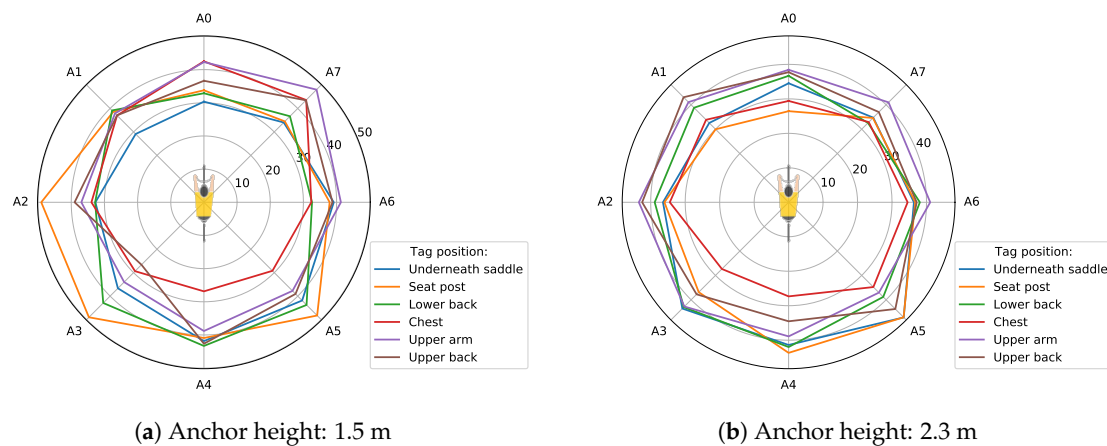 A0
A1
A7
50
40
30
20
10
A2
A6
A3
A5
A4
Tag position:
Underneath saddle
Seat post
Lower back
Chest
Upper arm
Upper back
(a) Anchor height: 1.5 m
A0
A1
A7
40
30
20
10
A2
A6
A3
A5
A4
Tag position:
Underneath saddle
Seat post
Lower back
Chest
Upper arm
Upper back
(b) Anchor height: 2.3 m